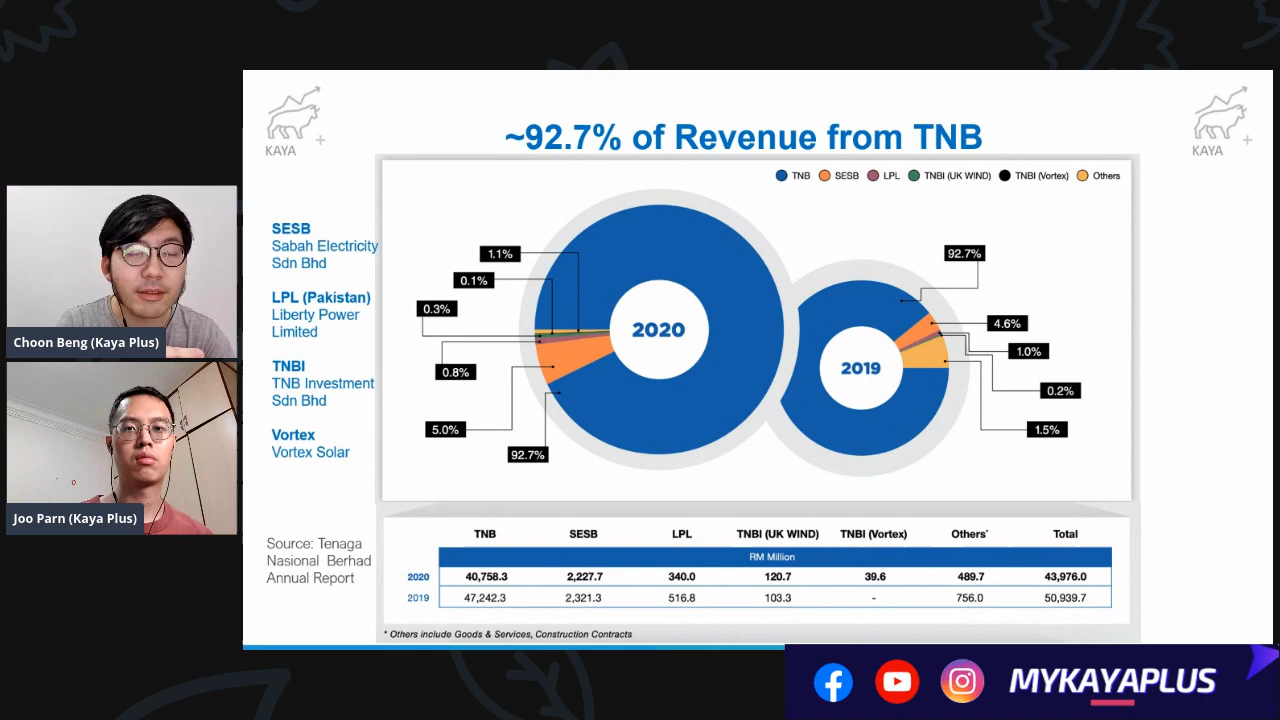 KAYA
KAYA
~92.7% of Revenue from TNB
TNB SESB LPL TNBI (UK WIND) TNBI (Vortex) Others
SESB
Sabah Electricity
Sdn Bhd
LPL (Pakistan)
Liberty Power
Limited
TNBI
TNB Investment
Sdn Bhd
Vortex
Vortex Solar
1.1%
0.1%
0.3%
0.8%
5.0%
92.7%
2020
92.7%
4.6%
1.0%
0.2%
1.5%
2019
Choon Beng (Kaya Plus)
Joo Parn (Kaya Plus)
Source: Tenaga
Nasional Berhad
Annual Report
TNB SESB LPL TNBI (UK WIND) TNBI (Vortex) Others* Total
RM Million
2020 40,758.3 2,227.7 340.0 120.7 39.6 489.7 43,976.0
2019 47,242.3 2,321.3 516.8 103.3 - 756.0 50,939.7
* Others include Goods & Services, Construction Contracts
MYKAYAPLUS